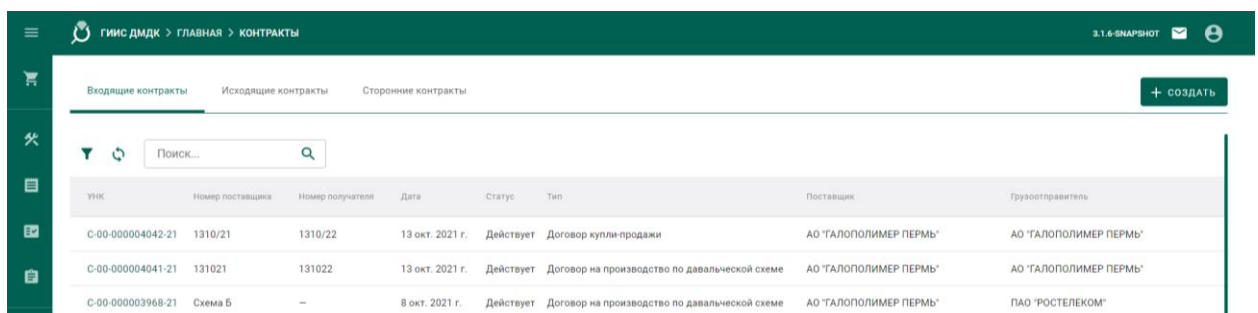 ГИИС ДМДК > ГЛАВНАЯ > КОНТРАКТЫ 3.1.6-SNAPSHOT
Входящие контракты Исходящие контракты Сторонние контракты + СОЗДАТЬ
Поиск...
УНК Номер поставщика Номер получателя Дата Статус Тип Поставщик Грузоотправитель
C-00-000004042-21 1310/21 1310/22 13 окт. 2021 г. Действует Договор купли-продажи АО "ГАЛОПОЛИМЕР ПЕРМЬ" АО "ГАЛОПОЛИМЕР ПЕРМЬ"
C-00-000004041-21 131021 131022 13 окт. 2021 г. Действует Договор на производство по давальческой схеме АО "ГАЛОПОЛИМЕР ПЕРМЬ" АО "ГАЛОПОЛИМЕР ПЕРМЬ"
C-00-000003968-21 Схема Б – 8 окт. 2021 г. Действует Договор на производство по давальческой схеме АО "ГАЛОПОЛИМЕР ПЕРМЬ" ПАО "РОСТЕЛЕКОМ"